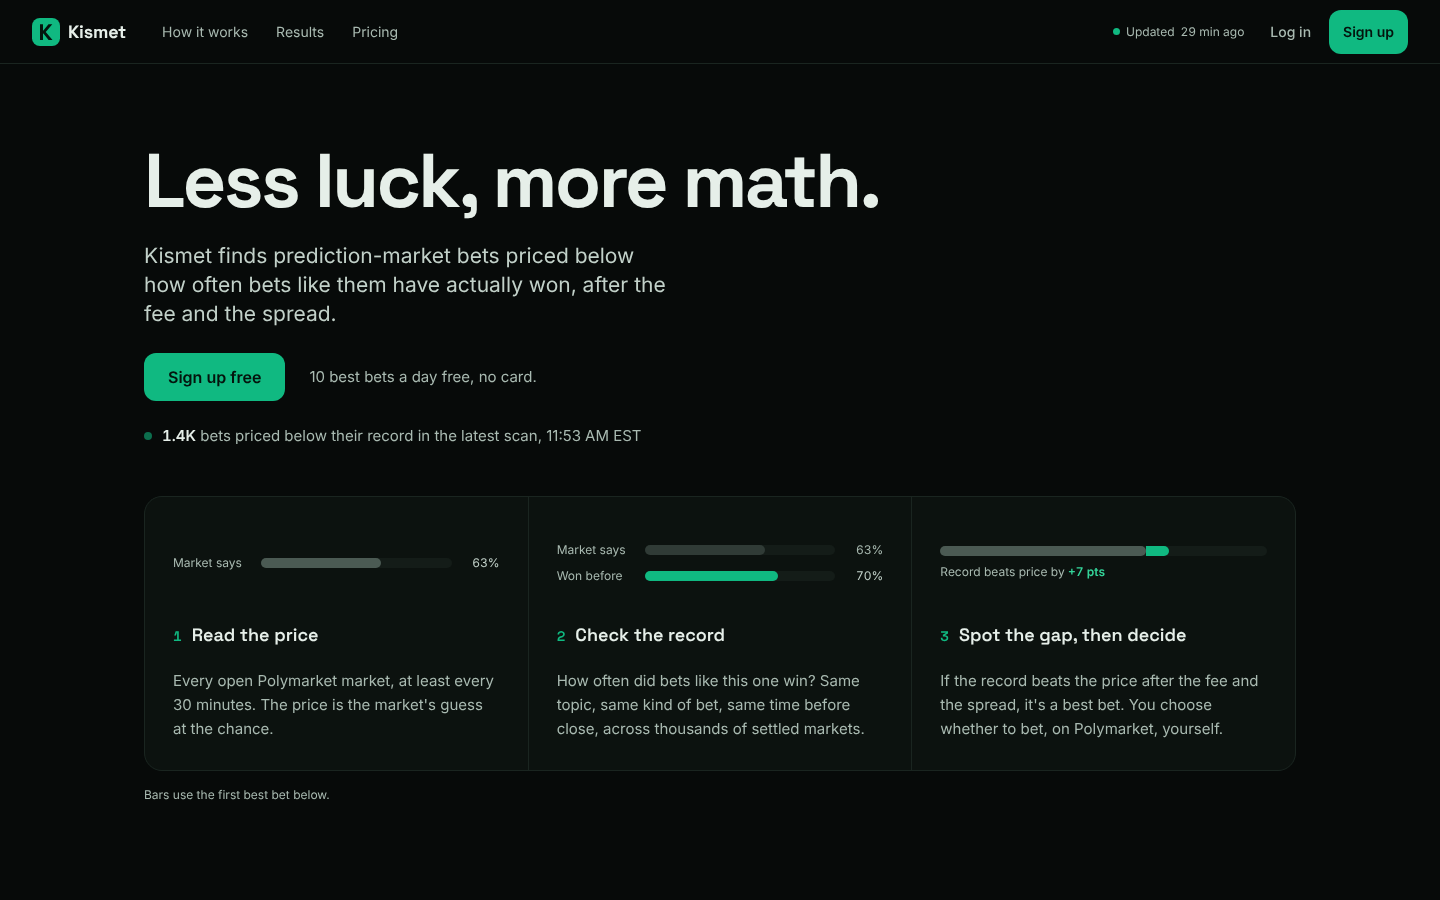 K Kismet How it works Results Pricing Updated 29 min ago Log in Sign up
Less luck, more math.
Kismet finds prediction-market bets priced below
how often bets like them have actually won, after the
fee and the spread.
Sign up free 10 best bets a day free, no card.
1.4K bets priced below their record in the latest scan, 11:53 AM EST
Market says 63%
1 Read the price
Every open Polymarket market, at least every
30 minutes. The price is the market's guess
at the chance.
Market says 63%
Won before 70%
2 Check the record
How often did bets like this one win? Same
topic, same kind of bet, same time before
close, across thousands of settled markets.
Record beats price by +7 pts
3 Spot the gap, then decide
If the record beats the price after the fee and
the spread, it's a best bet. You choose
whether to bet, on Polymarket, yourself.
Bars use the first best bet below.